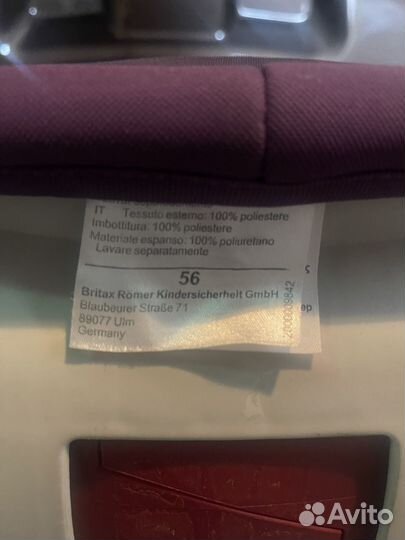 IT Tessuto esterno: 100% poliestere
Imbottitura: 100% poliestere
Materiale espanso: 100% poliuretano
Lavare separatamente
56
Britax Römer Kindersicherheit GmbH
Blaubeurer Straße 71
89077 Ulm
Germany
Avito